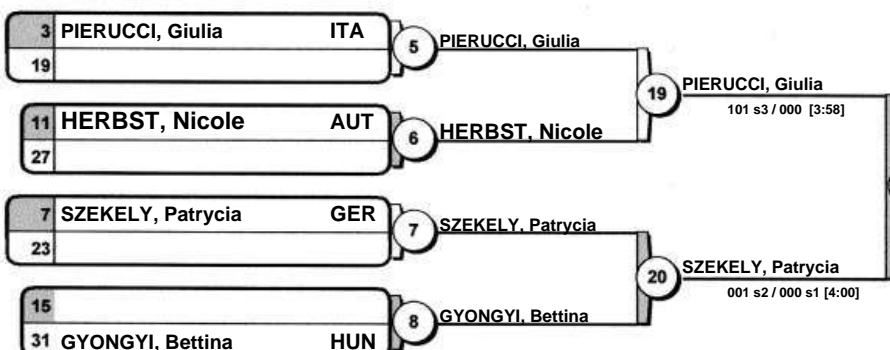 3 PIERUCCI, Giulia ITA
19
5
PIERUCCI, Giulia
11 HERBST, Nicole AUT
27
6
HERBST, Nicole
19
PIERUCCI, Giulia
101 s3 / 000 [3:58]
7 SZEKELY, Patrycia GER
23
7
SZEKELY, Patrycia
15
31 GYONGYI, Bettina HUN
8
GYONGYI, Bettina
20
SZEKELY, Patrycia
001 s2 / 000 s1 [4:00]